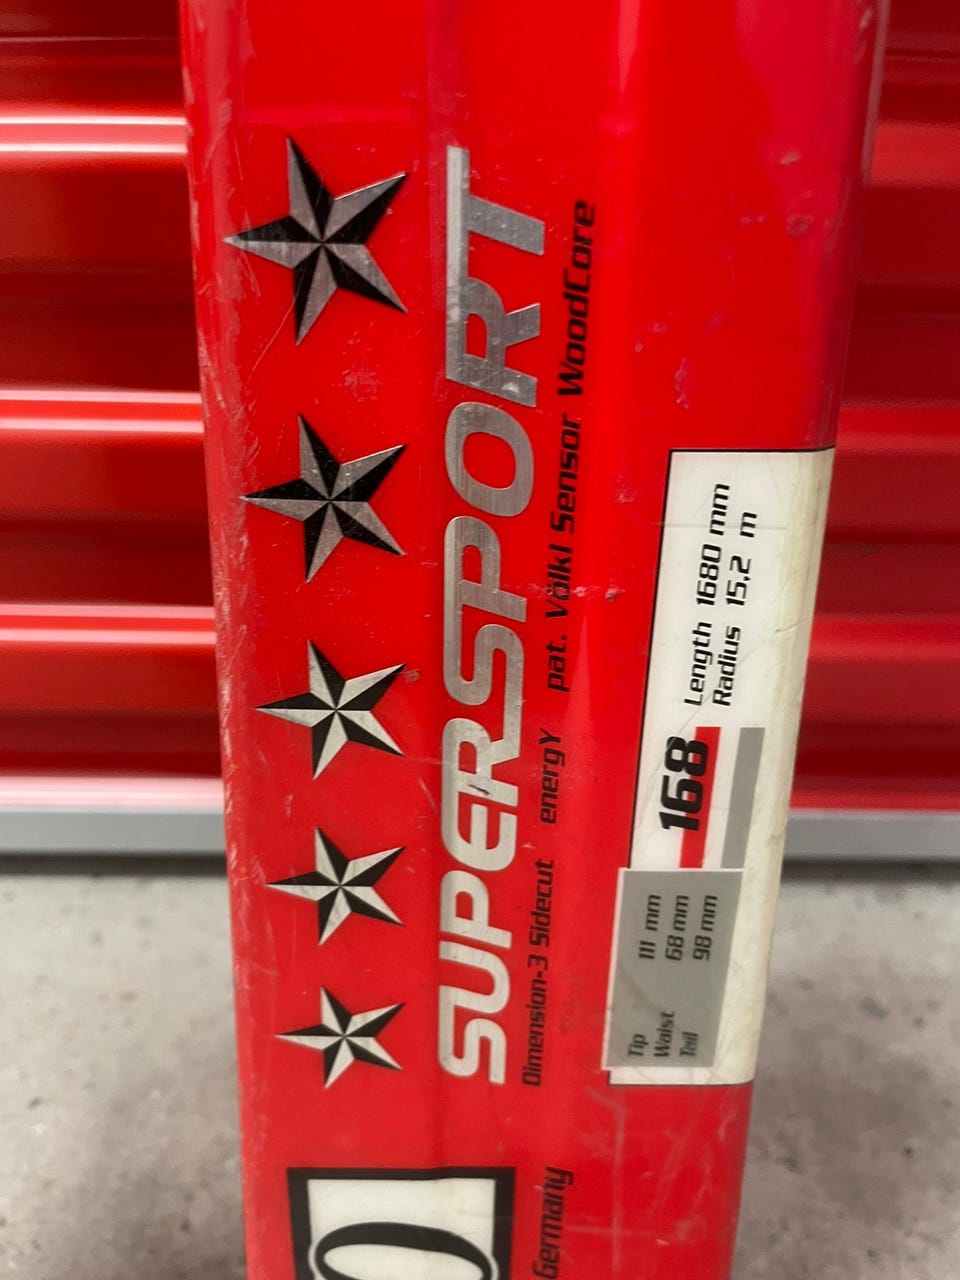 SUPERSPORT
Dimension-3 Sidecut energY pat. Völkl Sensor WoodCore
168
Length 1680 mm
Radius 15.2 m
Tip 111 mm
Waist 68 mm
Tail 98 mm
Germany